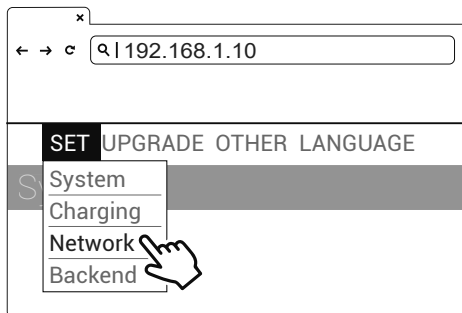 192.168.1.10
SET UPGRADE OTHER LANGUAGE
System
Charging
Network
Backend